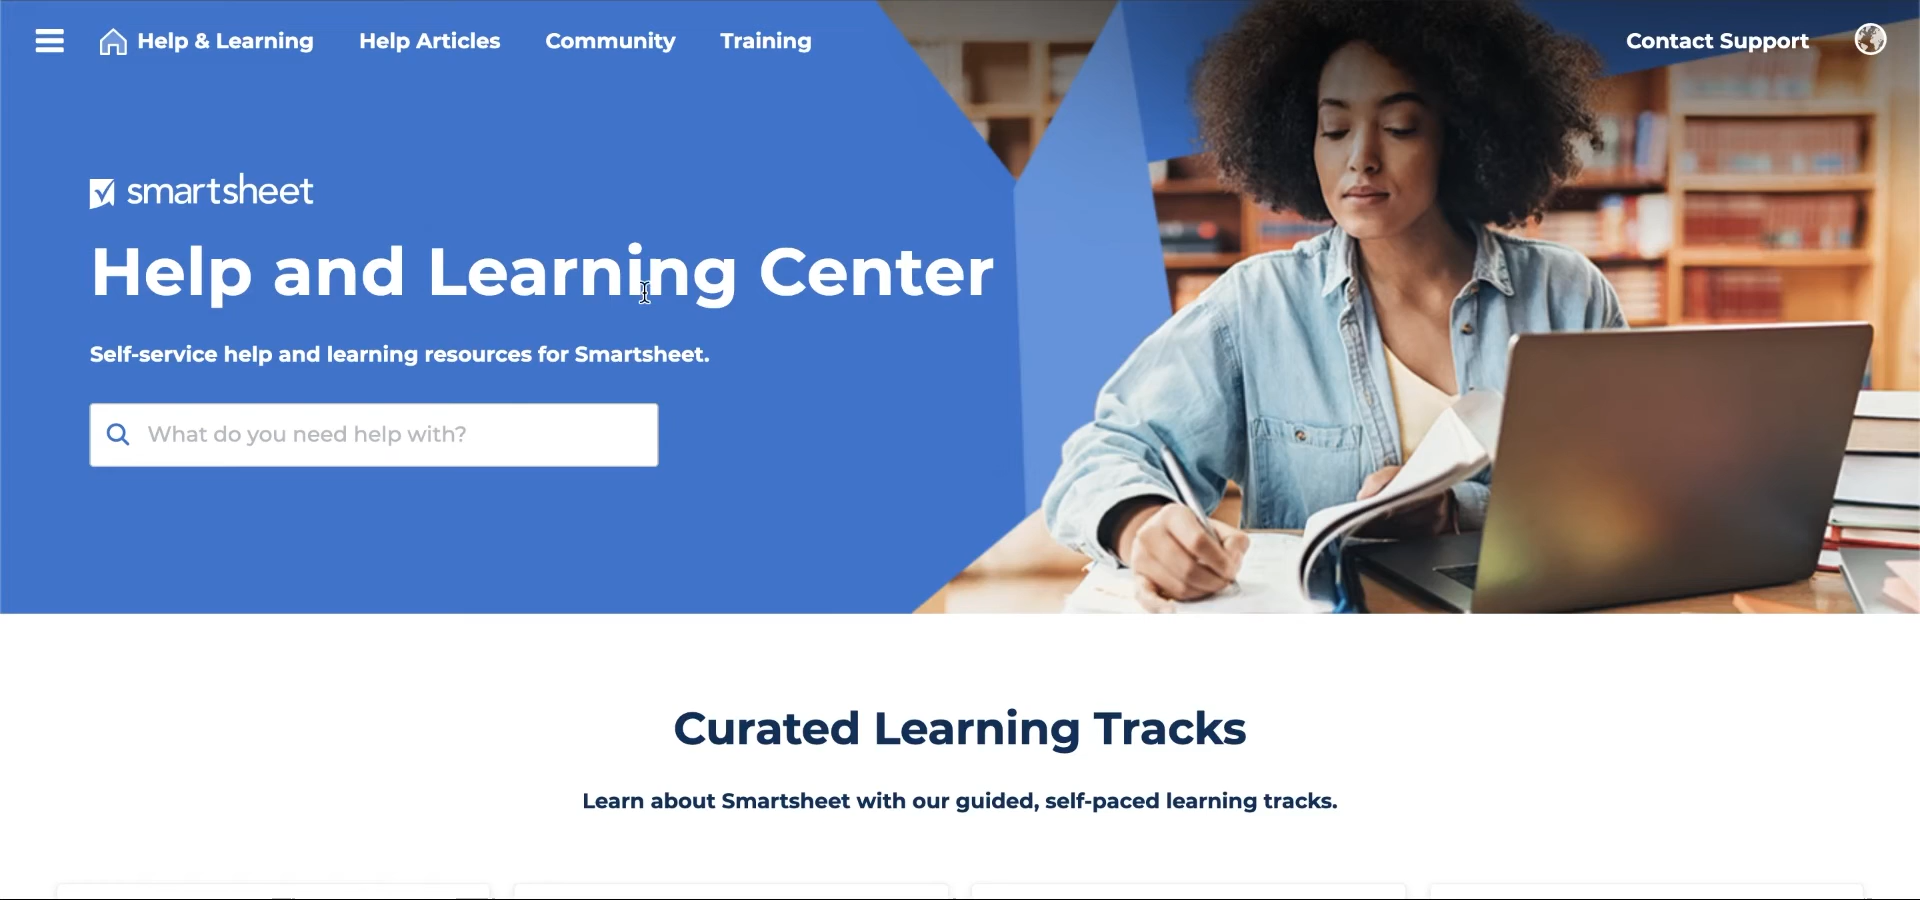 Help & Learning
Help Articles
Community
Training
Contact Support
smartsheet
Help and Learning Center
Self-service help and learning resources for Smartsheet.
What do you need help with?
Curated Learning Tracks
Learn about Smartsheet with our guided, self-paced learning tracks.